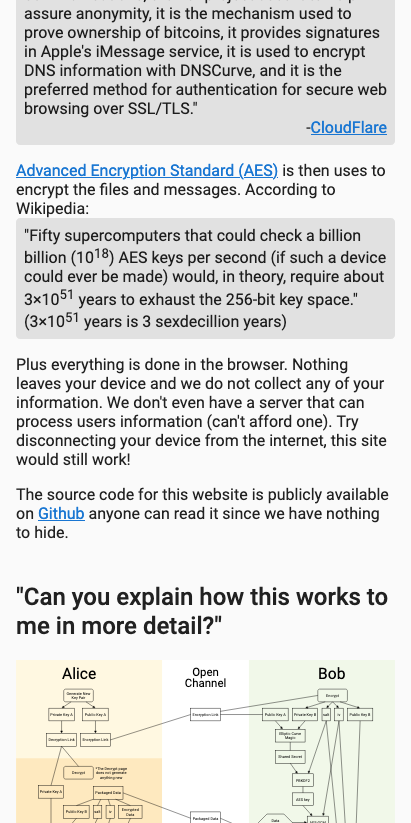 assure anonymity, it is the mechanism used to
prove ownership of bitcoins, it provides signatures
in Apple's iMessage service, it is used to encrypt
DNS information with DNSCurve, and it is the
preferred method for authentication for secure web
browsing over SSL/TLS."
-CloudFlare
Advanced Encryption Standard (AES) is then uses to
encrypt the files and messages. According to
Wikipedia:
"Fifty supercomputers that could check a billion
billion (10^18) AES keys per second (if such a device
could ever be made) would, in theory, require about
3×10^51 years to exhaust the 256-bit key space."
(3×10^51 years is 3 sexdecillion years)
Plus everything is done in the browser. Nothing
leaves your device and we do not collect any of your
information. We don't even have a server that can
process users information (can't afford one). Try
disconnecting your device from the internet, this site
would still work!
The source code for this website is publicly available
on Github anyone can read it since we have nothing
to hide.
"Can you explain how this works to
me in more detail?"
Alice
Open
Channel
Bob
Generate New
Key Pair
Encrypt
Private Key A
Public Key A
Encryption Link
Public Key A
Private Key B
salt
iv
Public Key B
Decryption Link
Encryption Link
Elliptic Curve
Magic
Shared Secret
Decrypt
*The Decrypt page
does not generate
anything new
PBKDF2
Private Key A
Packaged Data
AES key
Public Key B
salt
iv
Encrypted
Data
Packaged Data
Data